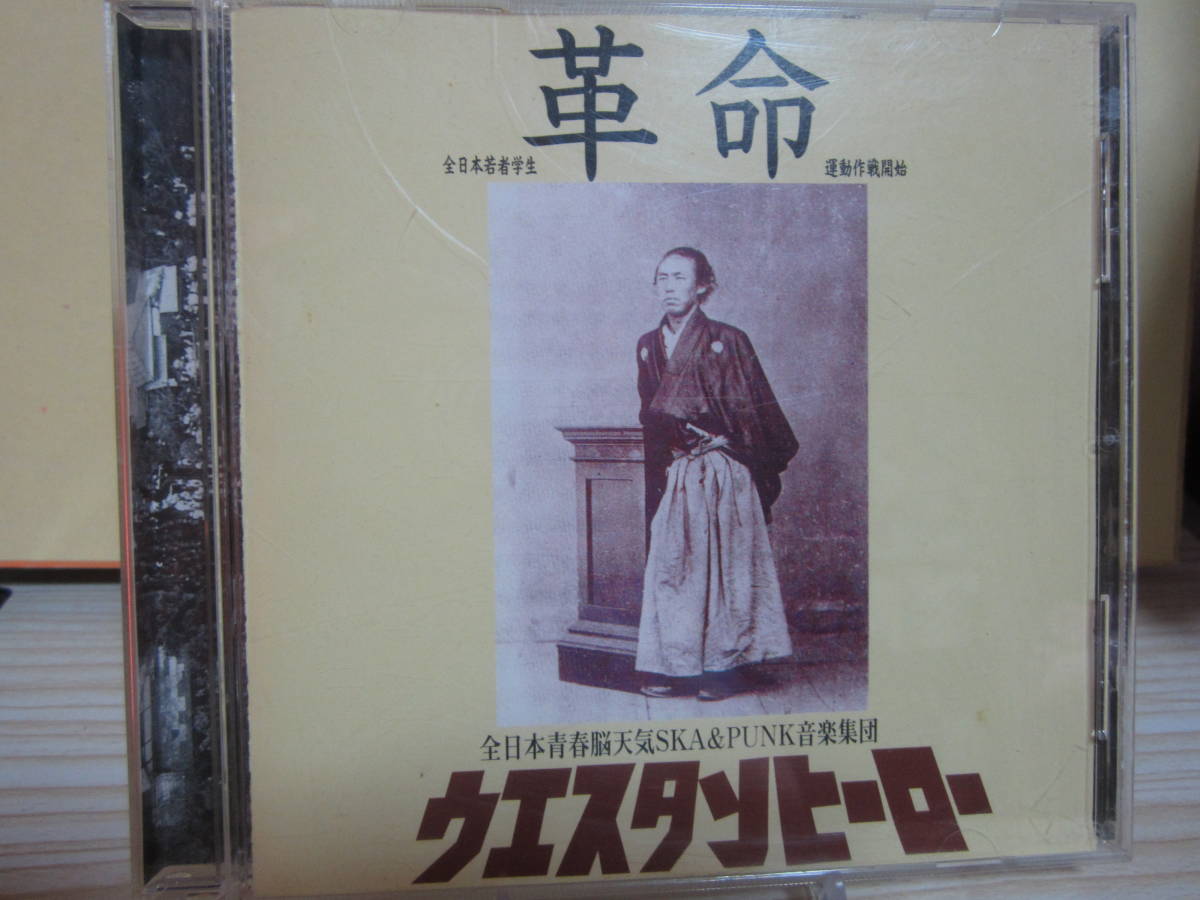 革命
全日本若者学生 運動作戦開始
全日本青春脳天気SKA&PUNK音楽集団
ウエスタンヒーロー